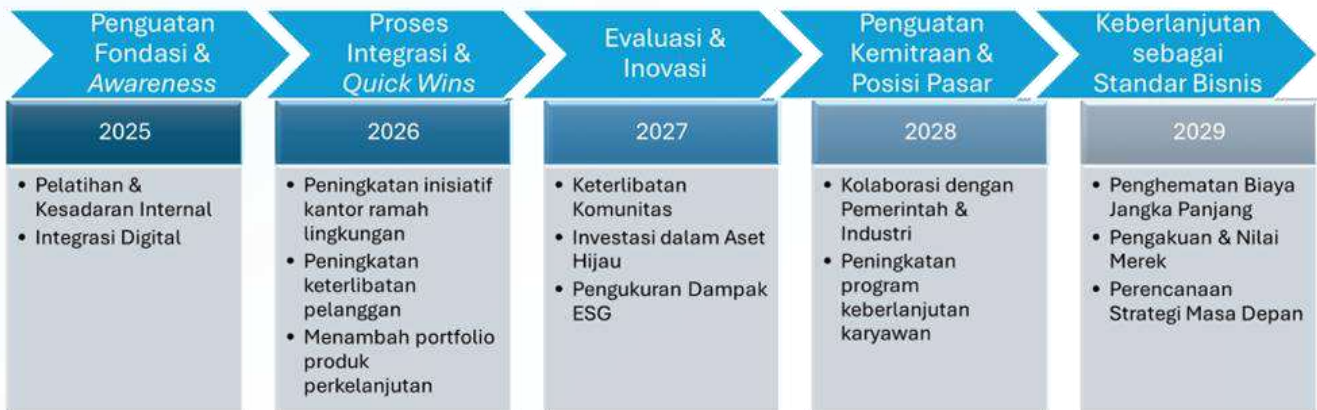 Penguatan
Fondasi &
Awareness
Proses
Integrasi &
Quick Wins
Evaluasi &
Inovasi
Penguatan
Kemitraan &
Posisi Pasar
Keberlanjutan
sebagai
Standar Bisnis
2025
2026
2027
2028
2029
• Pelatihan &
Kesadaran Internal
• Integrasi Digital
• Peningkatan inisiatif
kantor ramah
lingkungan
• Peningkatan
keterlibatan
pelanggan
• Menambah portfolio
produk
perkelanjutan
• Keterlibatan
Komunitas
• Investasi dalam Aset
Hijau
• Pengukuran Dampak
ESG
• Kolaborasi dengan
Pemerintah &
Industri
• Peningkatan
program
keberlanjutan
karyawan
• Penghematan Biaya
Jangka Panjang
• Pengakuan & Nilai
Merek
• Perencanaan
Strategi Masa Depan